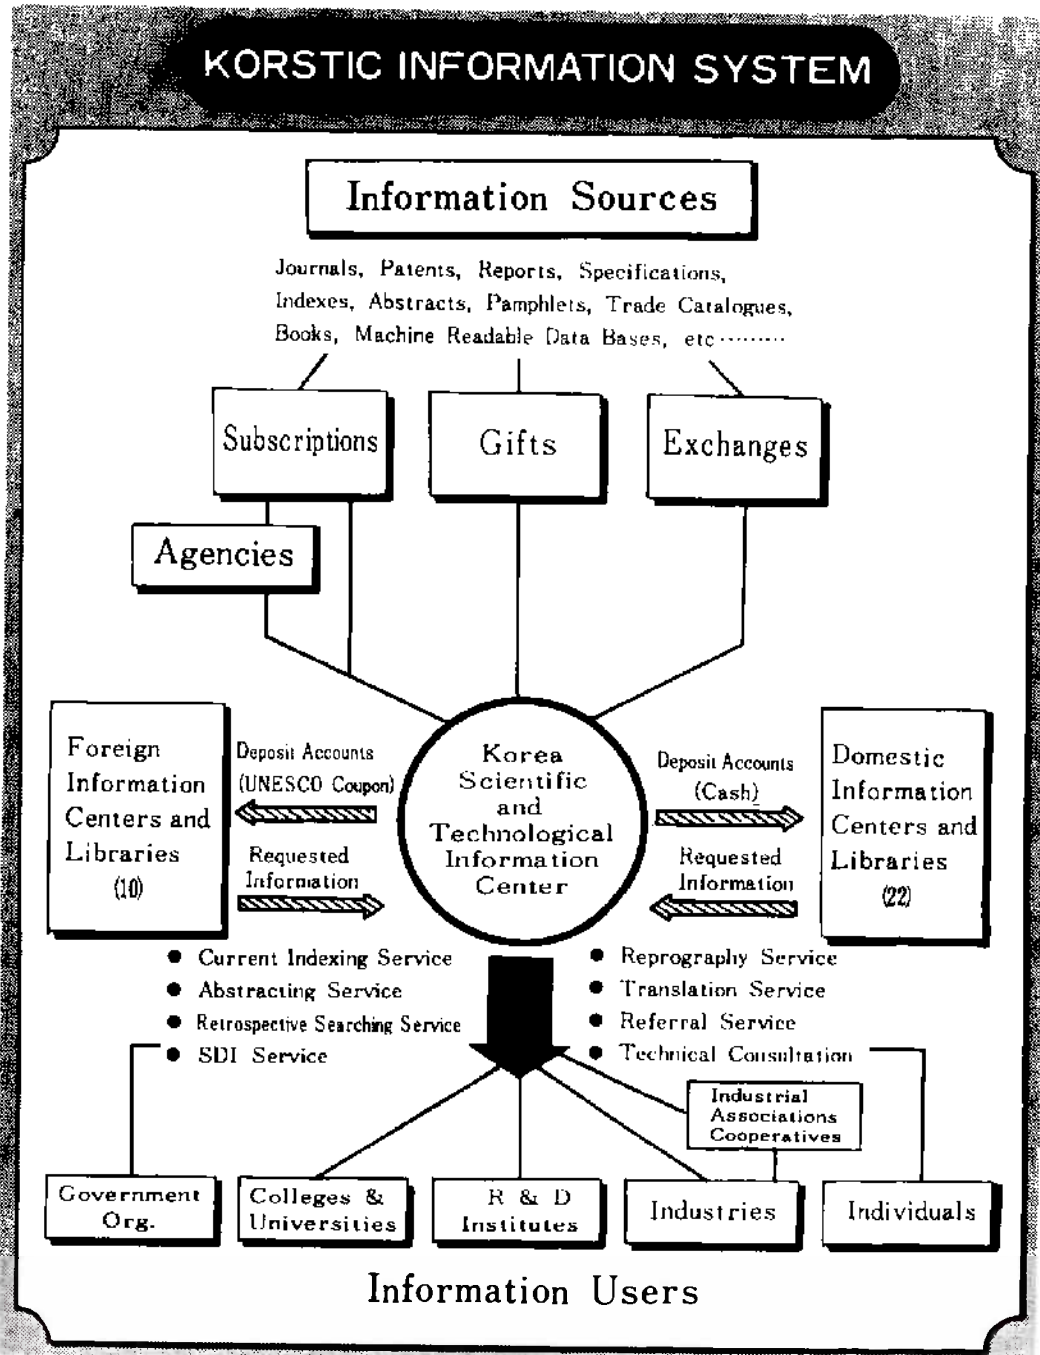 KORSTIC INFORMATION SYSTEM
Information Sources
Journals, Patents, Reports, Specifications,
Indexes, Abstracts, Pamphlets, Trade Catalogues,
Books, Machine Readable Data Bases, etc ·········
Subscriptions
Gifts
Exchanges
Agencies
Foreign
Information
Centers and
Libraries
(10)
Deposit Accounts
(UNESCO Coupon)
Requested
Information
Korea
Scientific
and
Technological
Information
Center
Deposit Accounts
(Cash)
Requested
Information
Domestic
Information
Centers and
Libraries
(22)
● Current Indexing Service
● Abstracting Service
● Retrospective Searching Service
● SDI Service
● Reprography Service
● Translation Service
● Referral Service
● Technical Consultation
Industrial
Associations
Cooperatives
Government
Org.
Colleges &
Universities
R & D
Institutes
Industries
Individuals
Information Users